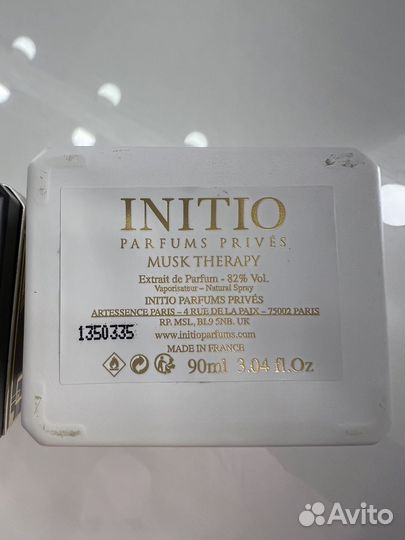 INITIO
PARFUMS PRIVÉS
MUSK THERAPY
Extrait de Parfum - 82% Vol.
Vaporisateur – Natural Spray
INITIO PARFUMS PRIVÉS
ARTESSENCE PARIS – 4 RUE DE LA PAIX – 75002 PARIS
RP. MSL, BL9 5NB. UK
1350335
www.initioparfums.com
MADE IN FRANCE
90ml 3.04 fl.Oz
Avito